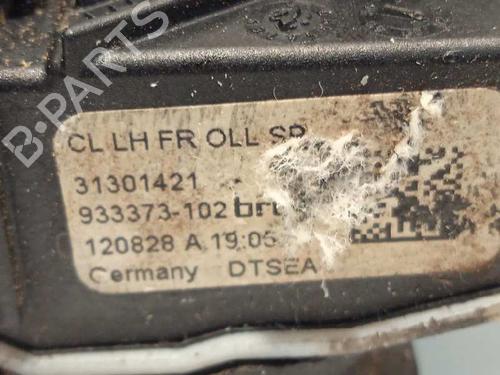 B-PARTS
CL LH FR OLL SP
31301421
933373-102
120828 A 19:05
Germany DTSEA